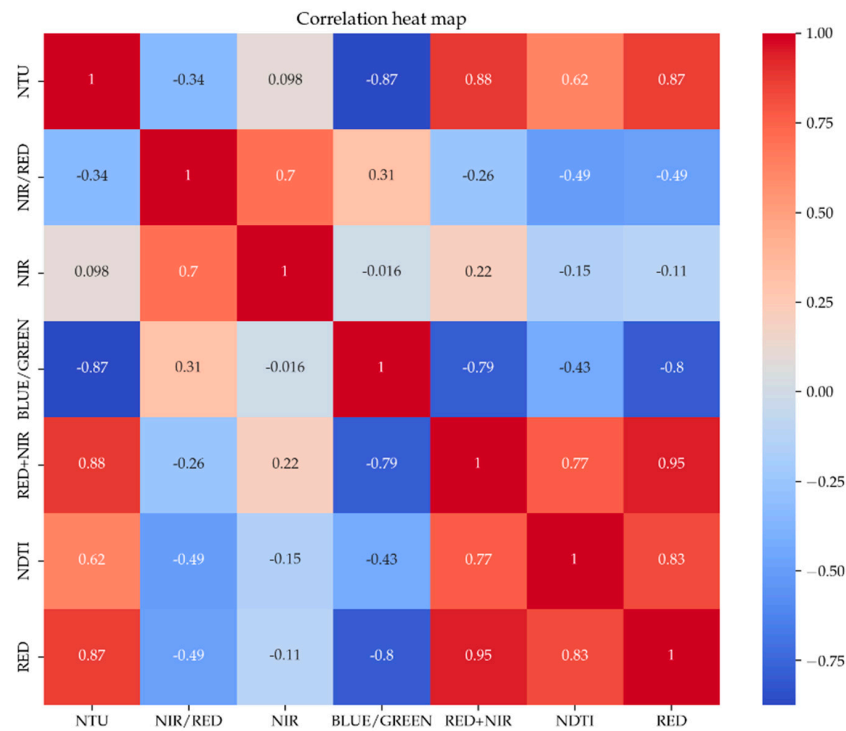 Correlation heat map
NTU 1 -0.34 0.098 -0.87 0.88 0.62 0.87
NIR/RED -0.34 1 0.7 0.31 -0.26 -0.49 -0.49
NIR 0.098 0.7 1 -0.016 0.22 -0.15 -0.11
BLUE/GREEN -0.87 0.31 -0.016 1 -0.79 -0.43 -0.8
RED+NIR 0.88 -0.26 0.22 -0.79 1 0.77 0.95
NDTI 0.62 -0.49 -0.15 -0.43 0.77 1 0.83
RED 0.87 -0.49 -0.11 -0.8 0.95 0.83 1
NTU NIR/RED NIR BLUE/GREEN RED+NIR NDTI RED
1.00
0.75
0.50
0.25
0.00
−0.25
−0.50
−0.75